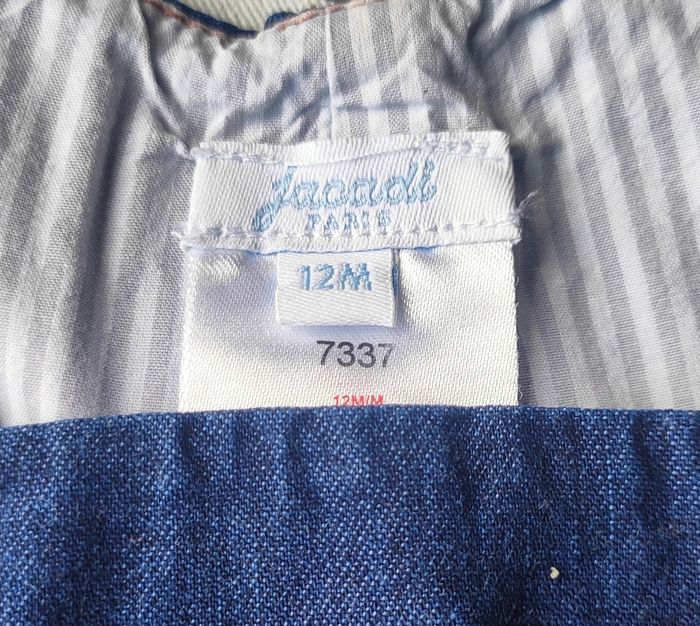 Jacadi
PARIS
12M
7337
12M/M